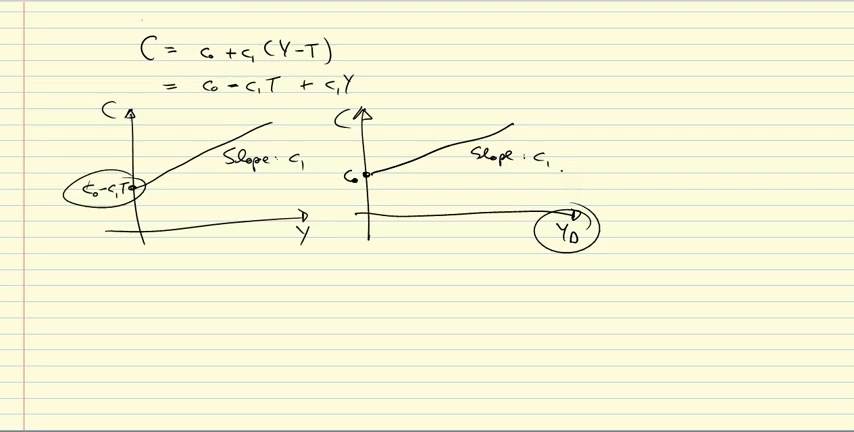 C = c₀ + c₁ (Y-T)
= c₀ - c₁T + c₁Y
C
Slope: c₁
c₀-c₁T
Y
C
Slope: c₁.
c₀
Y_D